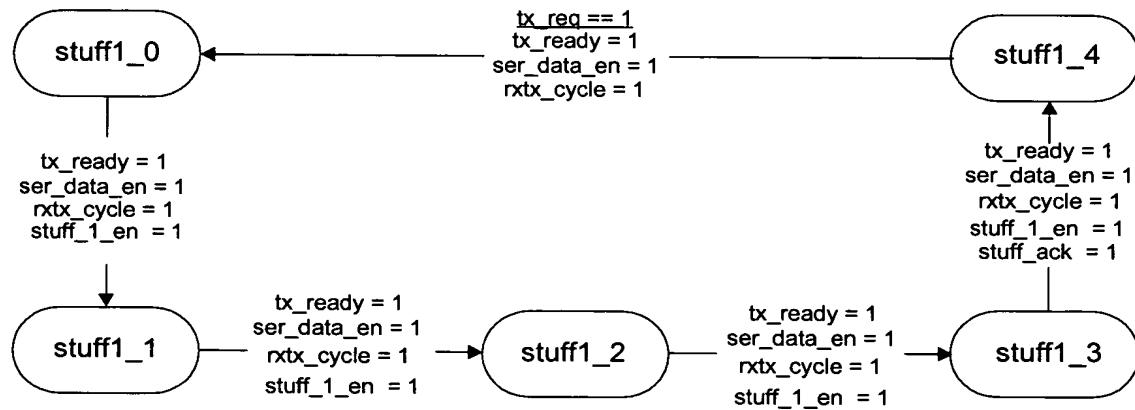 stuff1_0
tx_req == 1
tx_ready = 1
ser_data_en = 1
rxtx_cycle = 1
stuff1_4
tx_ready = 1
ser_data_en = 1
rxtx_cycle = 1
stuff_1_en = 1
tx_ready = 1
ser_data_en = 1
rxtx_cycle = 1
stuff_1_en = 1
stuff_ack = 1
stuff1_1
tx_ready = 1
ser_data_en = 1
rxtx_cycle = 1
stuff_1_en = 1
stuff1_2
tx_ready = 1
ser_data_en = 1
rxtx_cycle = 1
stuff_1_en = 1
stuff1_3